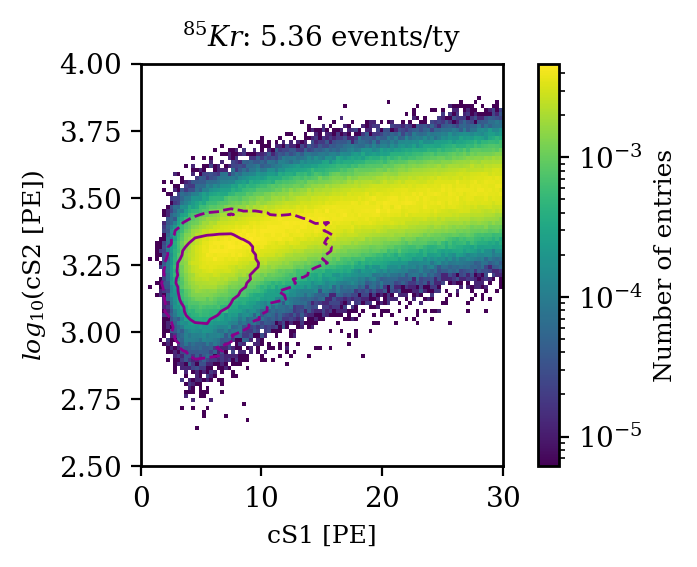 ⁸⁵Kr: 5.36 events/ty
4.00
3.75
3.50
3.25
3.00
2.75
2.50
log₁₀(cS2 [PE])
0 10 20 30
cS1 [PE]
10⁻³
10⁻⁴
10⁻⁵
Number of entries